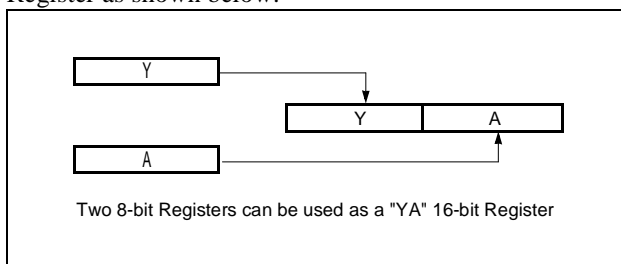 Register as shown below.
Y
Y A
A
Two 8-bit Registers can be used as a "YA" 16-bit Register